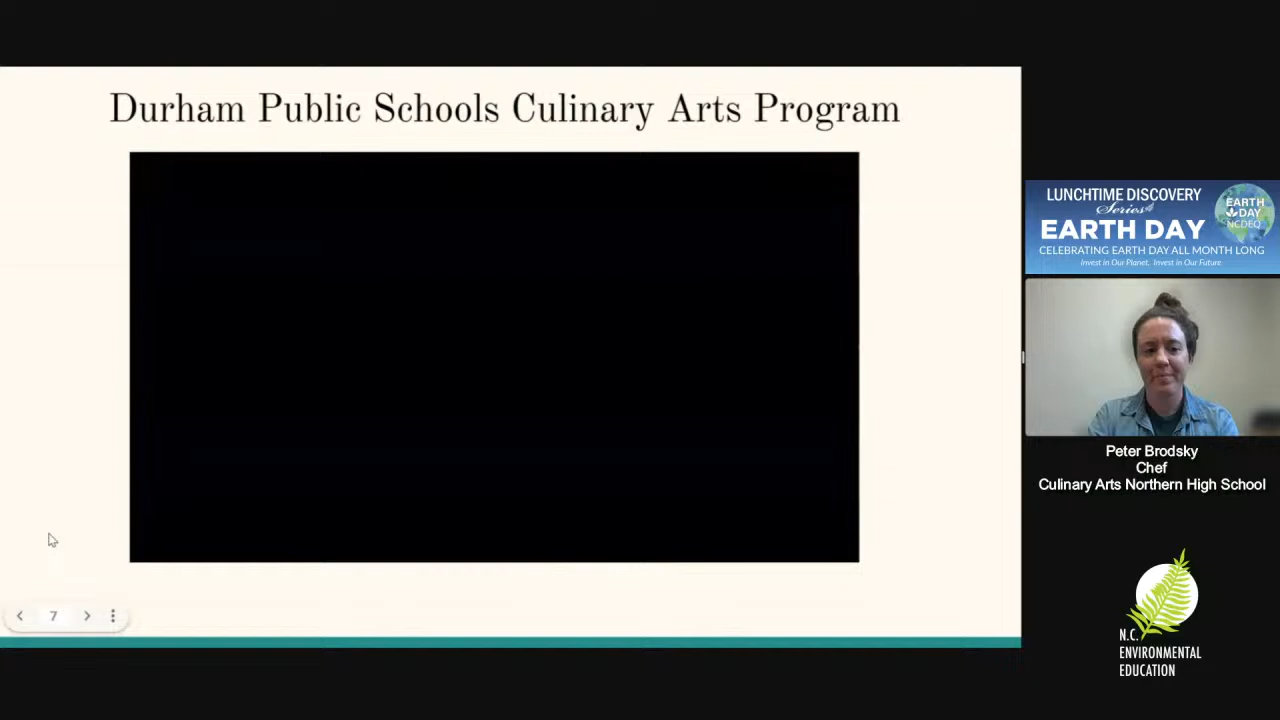 Durham Public Schools Culinary Arts Program
7
LUNCHTIME DISCOVERY
Series
EARTH DAY
CELEBRATING EARTH DAY ALL MONTH LONG
Invest in Our Planet. Invest in Our Future
EARTH
DAY
NCDEQ
Peter Brodsky
Chef
Culinary Arts Northern High School
N.C.
ENVIRONMENTAL
EDUCATION